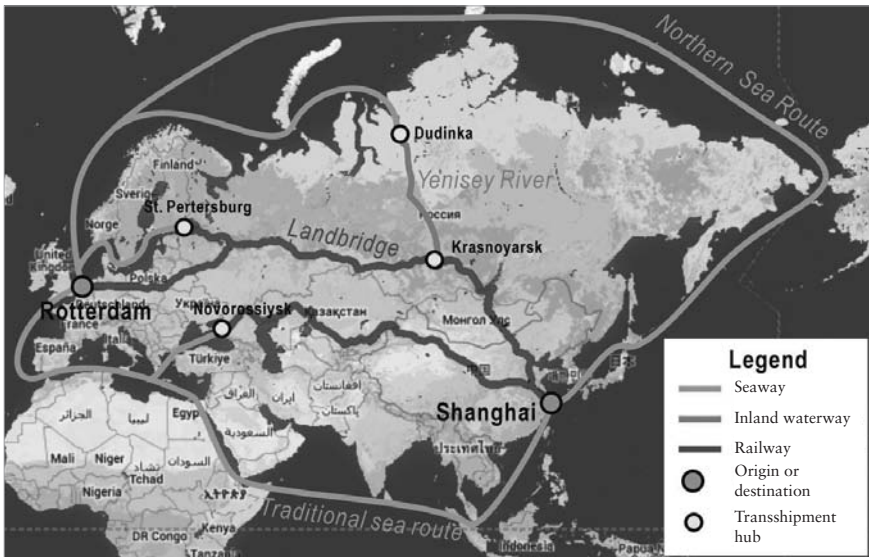 Northern Sea Route
Dudinka
Yenisey River
Finland
Sverige
Norge
St. Pertersburg
РОССИЯ
Landbridge
Krasnoyarsk
United
Kingdom
Polska
Rotterdam
Deutschland
Україна
Novorossiysk
Қазақстан
Монгол Улс
France
Italia
España
Türkiye
中国
日本
Shanghai
افغانستان
العراق
ایران
پاکستان
الجزائر
ليبيا
Egypt
السعودية
ประเทศไทย
Mali
Niger
السودان
تشاد
Tchad
Nigeria
Traditional sea route
DR Congo
Kenya
Tanzania
Indonesia
Papua N
Legend
Seaway
Inland waterway
Railway
Origin or
destination
Transshipment
hub